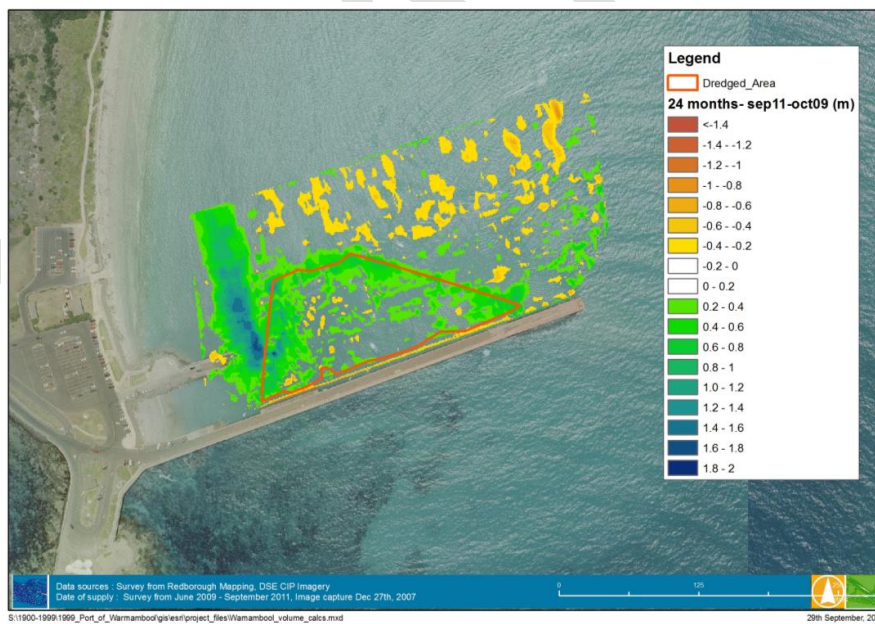 Legend
Dredged_Area
24 months- sep11-oct09 (m)
<-1.4
-1.4 - -1.2
-1.2 - -1
-1 - -0.8
-0.8 - -0.6
-0.6 - -0.4
-0.4 - -0.2
-0.2 - 0
0 - 0.2
0.2 - 0.4
0.4 - 0.6
0.6 - 0.8
0.8 - 1
1.0 - 1.2
1.2 - 1.4
1.4 - 1.6
1.6 - 1.8
1.8 - 2
Data sources : Survey from Redborough Mapping, DSE CIP Imagery
Date of supply : Survey from June 2009 - September 2011, Image capture Dec 27th, 2007
0 125
S:\1900-1999\1999_Port_of_Warrnambool\gis\esri\project_files\Warnambool_volume_calcs.mxd
29th September, 20